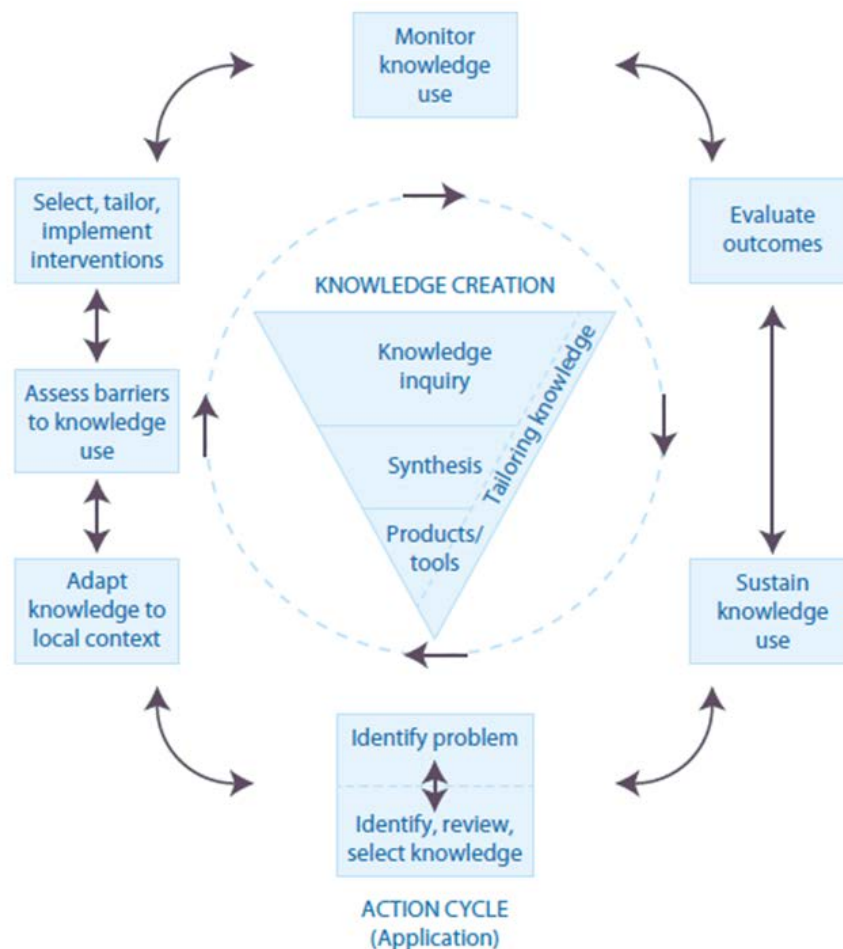 Monitor
knowledge
use
Select, tailor,
implement
interventions
Evaluate
outcomes
KNOWLEDGE CREATION
Knowledge
inquiry
Tailoring knowledge
Assess barriers
to knowledge
use
Synthesis
Products/
tools
Adapt
knowledge to
local context
Sustain
knowledge
use
Identify problem
Identify, review,
select knowledge
ACTION CYCLE
(Application)